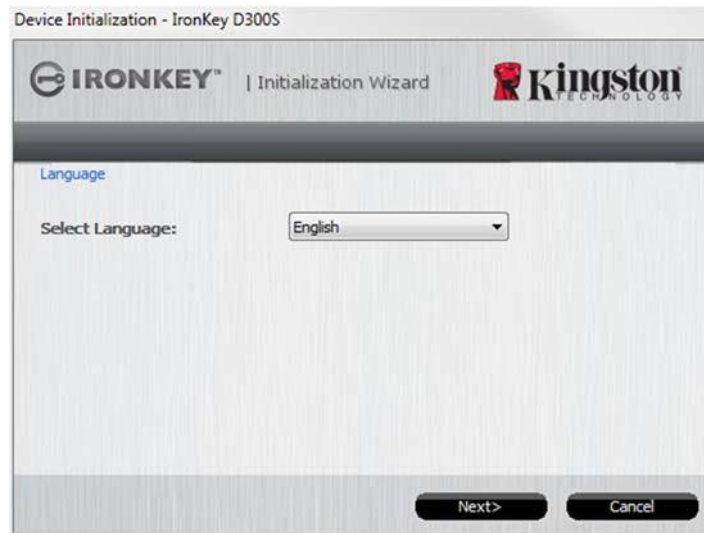 Device Initialization - IronKey D300S
IRONKEY™ | Initialization Wizard
Kingston
TECHNOLOGY
Language
Select Language: English
Next> Cancel